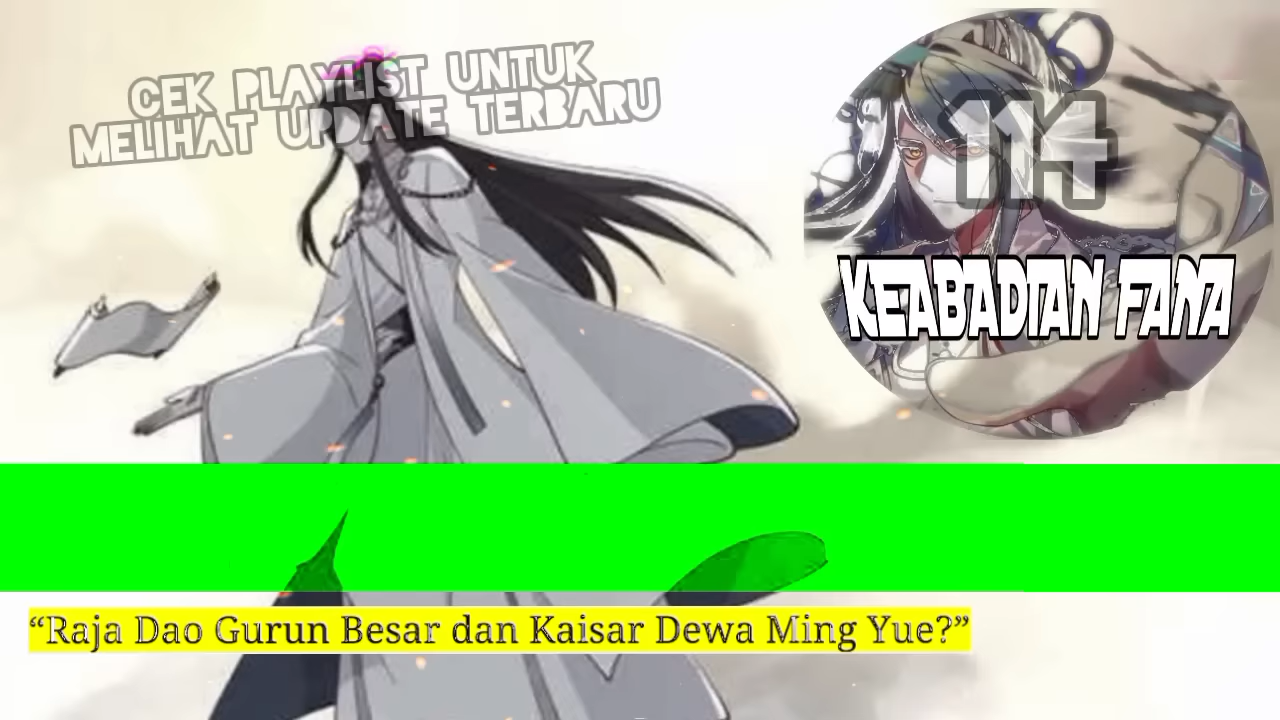 CEK PLAYLIST UNTUK
MELIHAT UPDATE TERBARU
114
KEABADIAN FANA
“Raja Dao Gurun Besar dan Kaisar Dewa Ming Yue?”